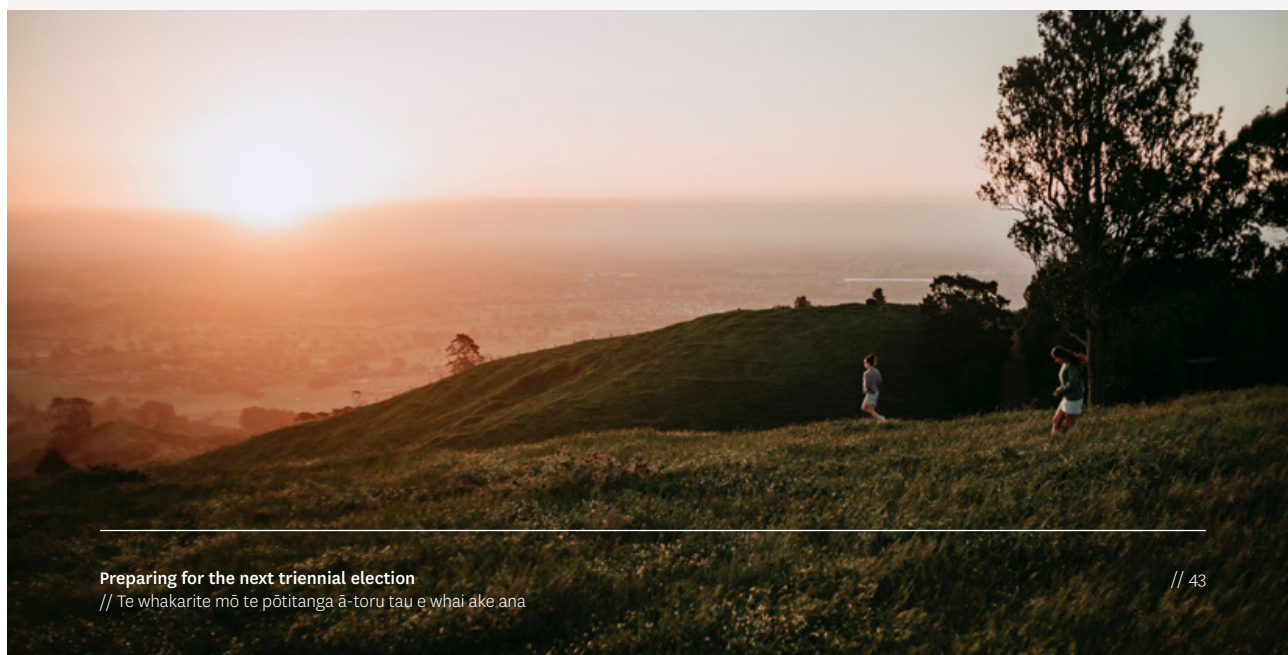 Preparing for the next triennial election
// Te whakarite mō te pōtitanga ā-toru tau e whai ake ana
// 43